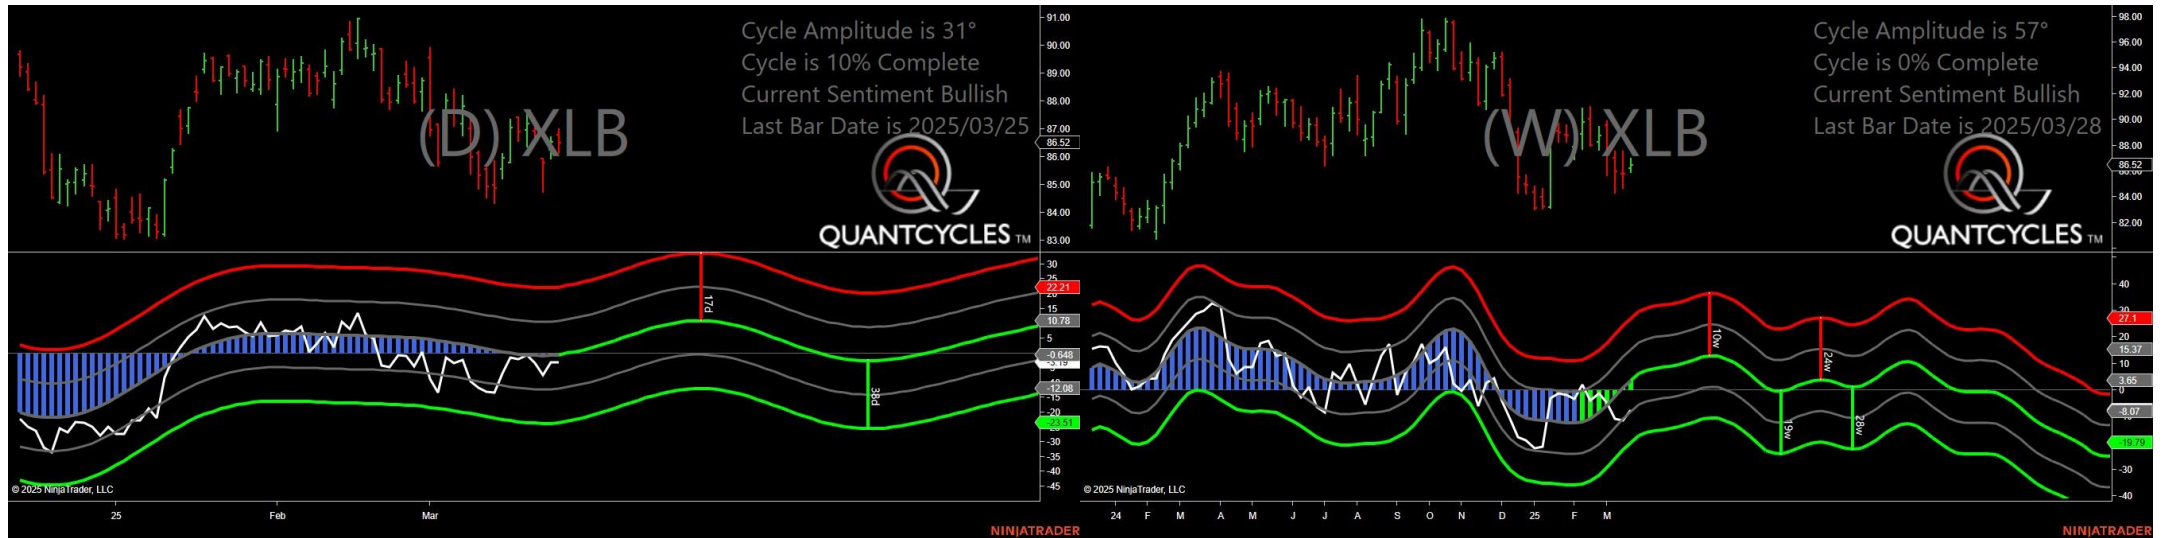 Cycle Amplitude is 31°
Cycle is 10% Complete
Current Sentiment Bullish
Last Bar Date is 2025/03/25
(D) XLB
QUANTCYCLES TM
91.00
90.00
89.00
88.00
87.00
86.52
86.00
85.00
84.00
83.00
17d
38d
30
25
22.21
15
10.78
5
-0.648
-12.08
-15
-20
-23.51
-30
-35
-40
-45
© 2025 NinjaTrader, LLC
25
Feb
Mar
NINJATRADER
Cycle Amplitude is 57°
Cycle is 0% Complete
Current Sentiment Bullish
Last Bar Date is 2025/03/28
(W) XLB
QUANTCYCLES TM
98.00
96.00
94.00
92.00
90.00
88.00
86.52
84.00
82.00
10w
24w
19w
28w
40
27.1
20
15.37
10
3.65
0
-8.07
-19.79
-30
-40
© 2025 NinjaTrader, LLC
24
F
M
A
M
J
J
A
S
O
N
D
25
F
M
NINJATRADER